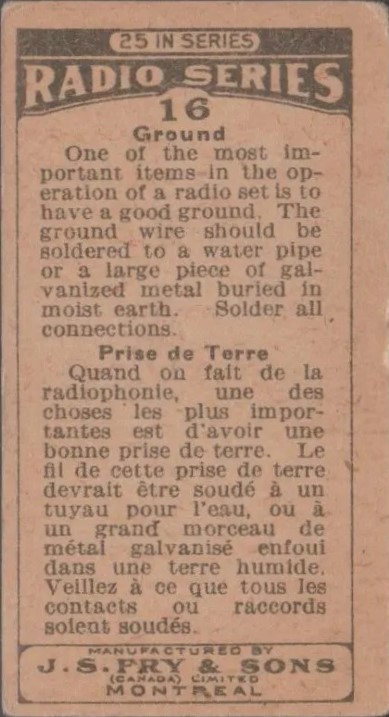 25 IN SERIES
RADIO SERIES
16
Ground
One of the most im-
portant items in the op-
eration of a radio set is to
have a good ground. The
ground wire should be
soldered to a water pipe
or a large piece of gal-
vanized metal buried in
moist earth. Solder all
connections.
Prise de Terre
Quand on fait de la
radiophonie, une des
choses les plus impor-
tantes est d'avoir une
bonne prise de terre. Le
fil de cette prise de terre
devrait être soudé à un
tuyau pour l'eau, ou à
un grand morceau de
métal galvanisé enfoui
dans une terre humide.
Veillez à ce que tous les
contacts ou raccords
soient soudés.
MANUFACTURED BY
J. S. FRY & SONS
(CANADA) LIMITED
MONTREAL